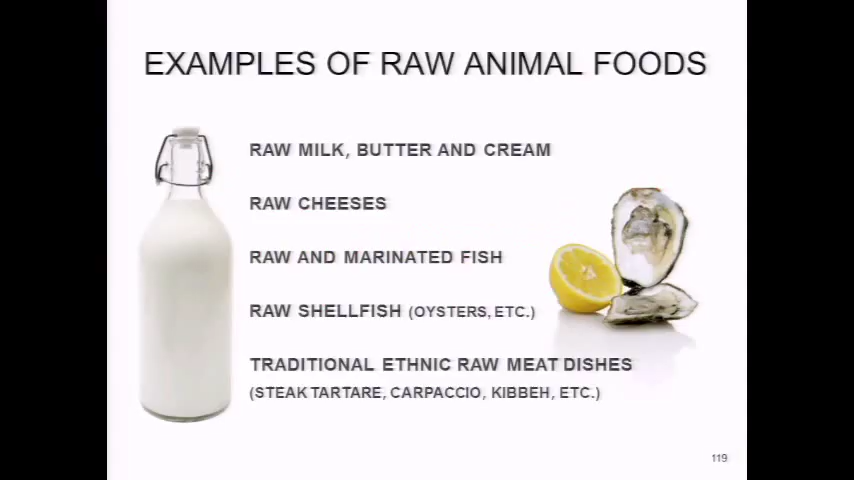 EXAMPLES OF RAW ANIMAL FOODS
RAW MILK, BUTTER AND CREAM
RAW CHEESES
RAW AND MARINATED FISH
RAW SHELLFISH (OYSTERS, ETC.)
TRADITIONAL ETHNIC RAW MEAT DISHES
(STEAK TARTARE, CARPACCIO, KIBBEH, ETC.)
119